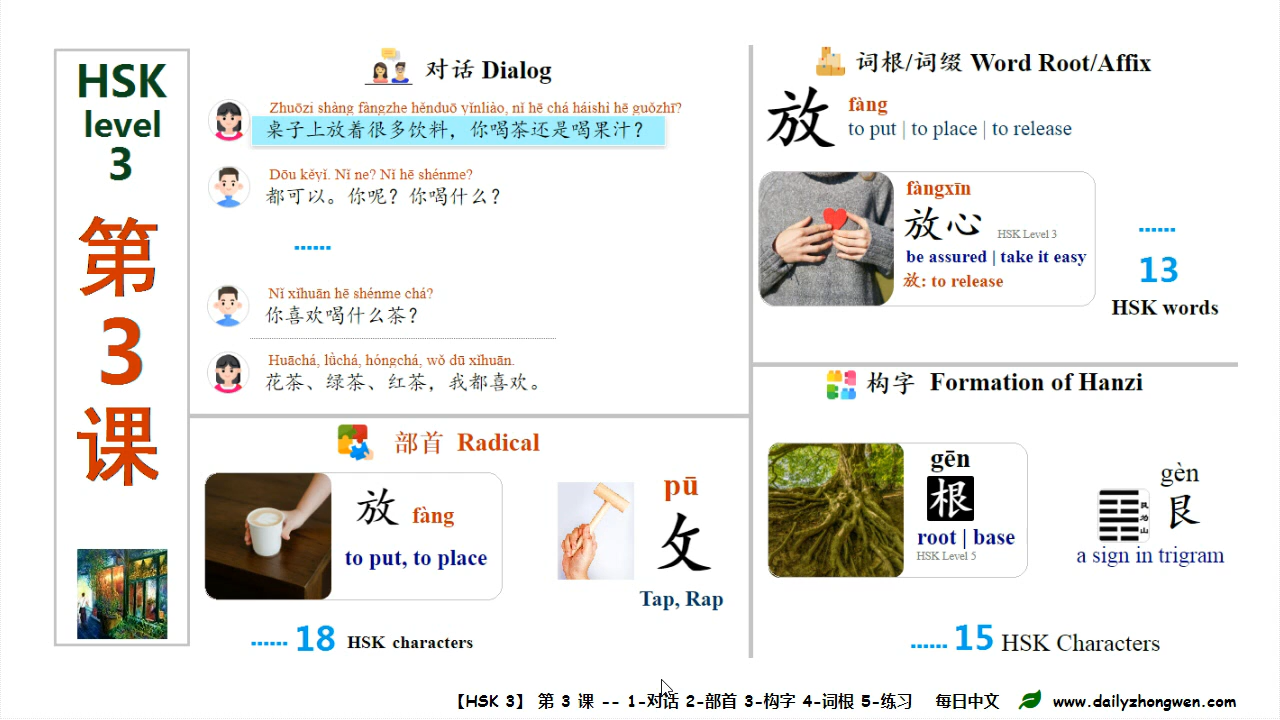 HSK
level
3
第
3
课
对话 Dialog
Zhuōzi shàng fàngzhe hěnduō yǐnliào, nǐ hē chá háishì hē guǒzhī?
桌子上放着很多饮料，你喝茶还是喝果汁？
Dōu kěyǐ. Nǐ ne? Nǐ hē shénme?
都可以。你呢？你喝什么？
......
Nǐ xǐhuān hē shénme chá?
你喜欢喝什么茶？
Huāchá, lǜchá, hóngchá, wǒ dū xǐhuān.
花茶、绿茶、红茶，我都喜欢。
部首 Radical
放 fàng
to put, to place
pū
攵
Tap, Rap
...... 18 HSK characters
词根/词缀 Word Root/Affix
放 fàng
to put | to place | to release
fàngxīn
放心 HSK Level 3
be assured | take it easy
放: to release
......
13
HSK words
构字 Formation of Hanzi
gēn
根
root | base
HSK Level 5
gèn
艮
艮为山
a sign in trigram
...... 15 HSK Characters
【HSK 3】 第 3 课 -- 1-对话 2-部首 3-构字 4-词根 5-练习 每日中文 www.dailyzhongwen.com